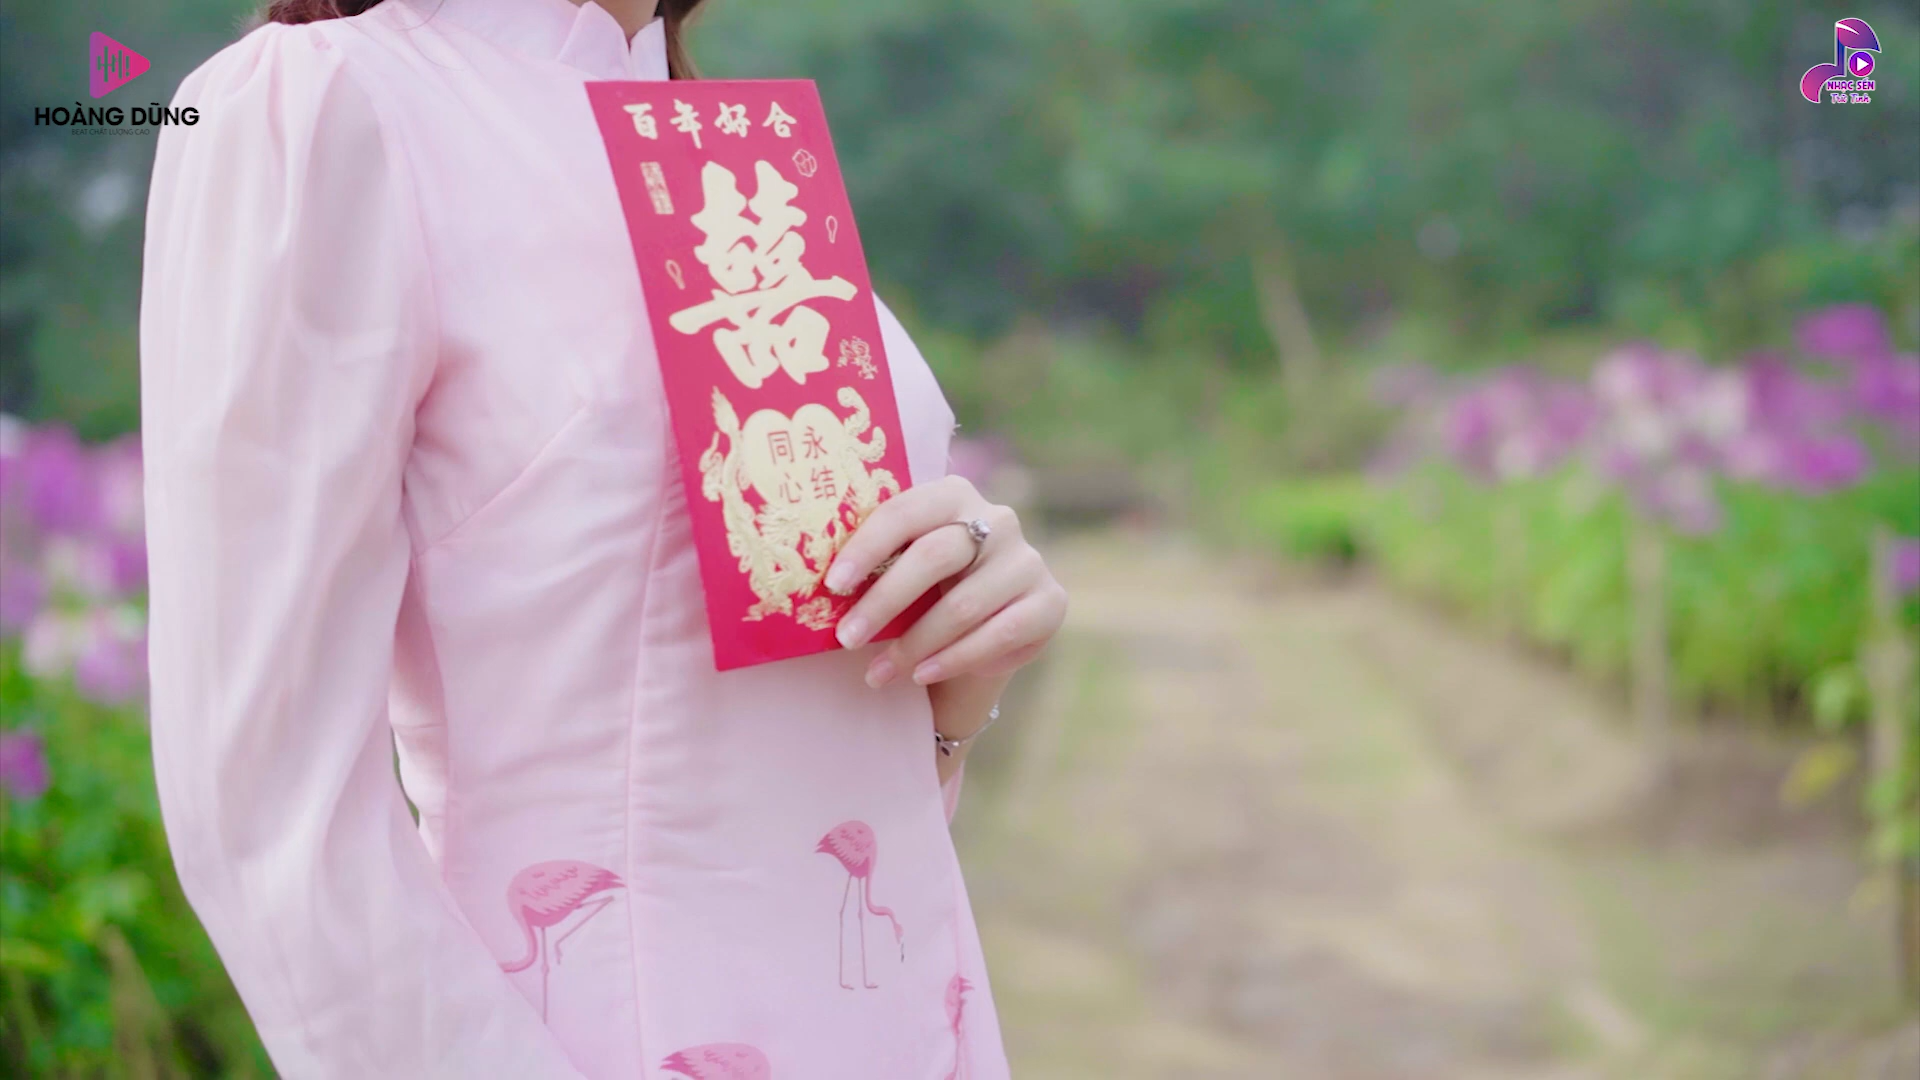 HOÀNG DŨNG
BEAT CHẤT LƯỢNG CAO
NHẠC SẾN
Trữ Tình
百年好合
囍
同永
心结